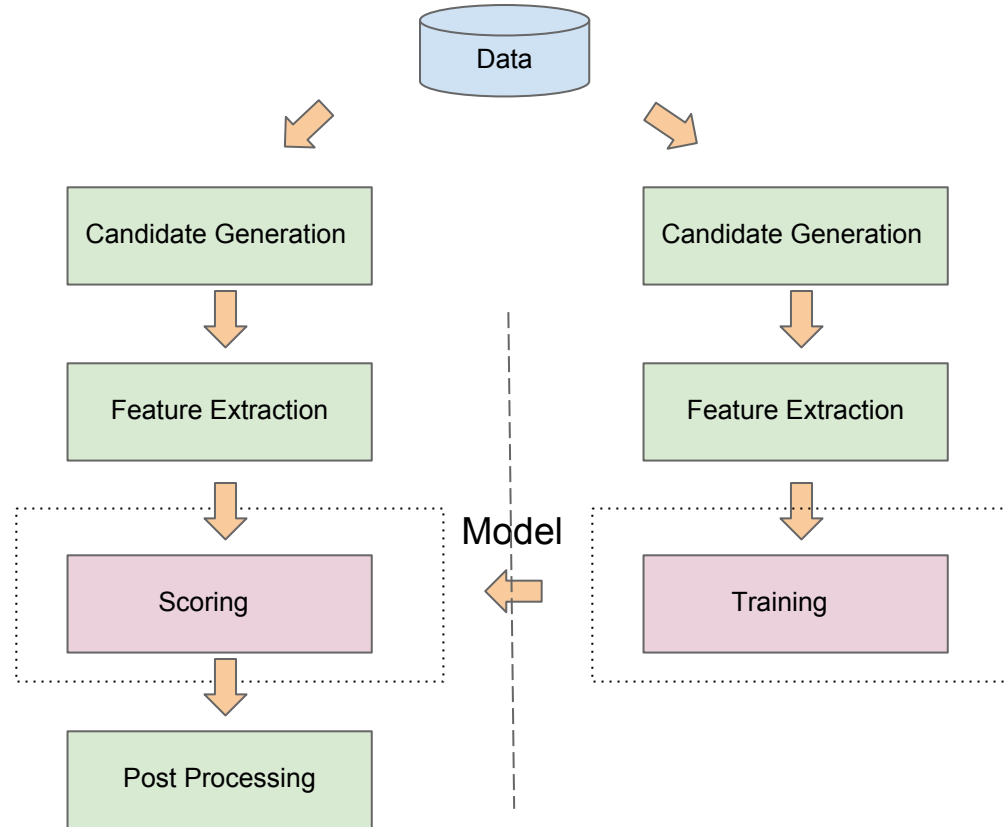 Data
Candidate Generation
Candidate Generation
Feature Extraction
Feature Extraction
Model
Scoring
Training
Post Processing